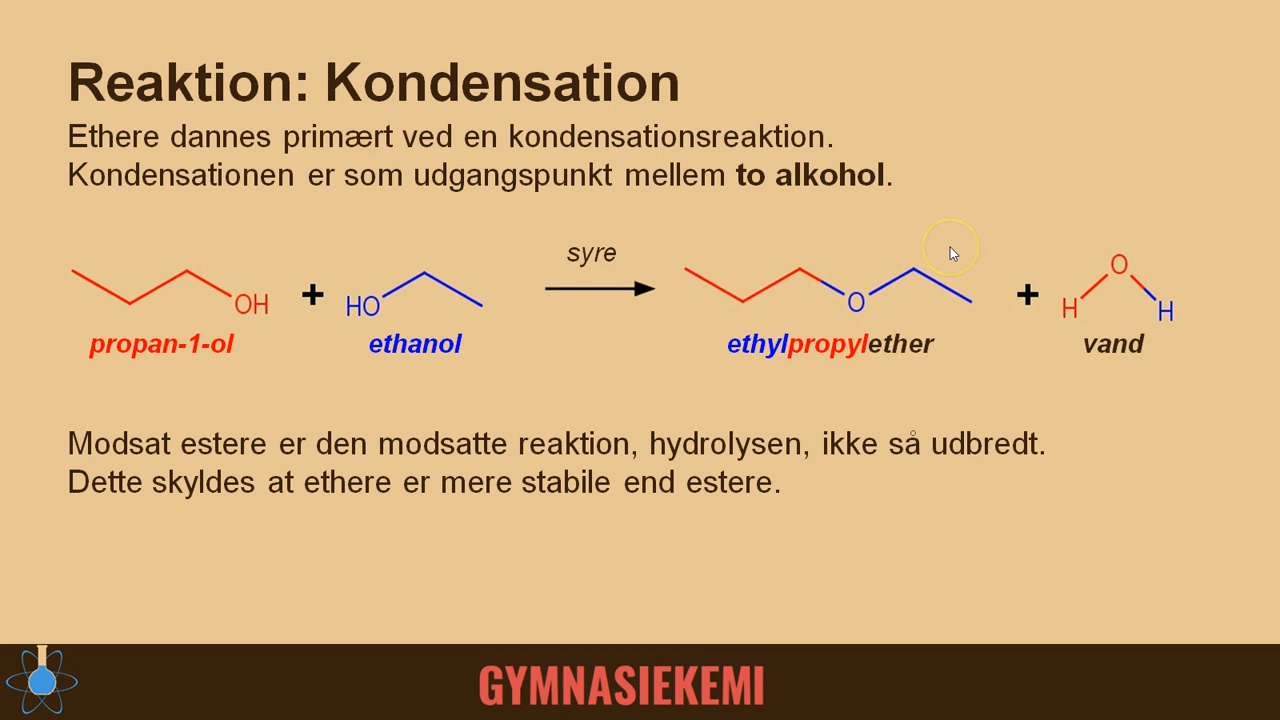 Reaktion: Kondensation
Ethere dannes primært ved en kondensationsreaktion.
Kondensationen er som udgangspunkt mellem to alkohol.
syre
OH + HO O + O H H
propan-1-ol ethanol ethylpropylether vand
Modsat estere er den modsatte reaktion, hydrolysen, ikke så udbredt.
Dette skyldes at ethere er mere stabile end estere.
GYMNASIEKEMI